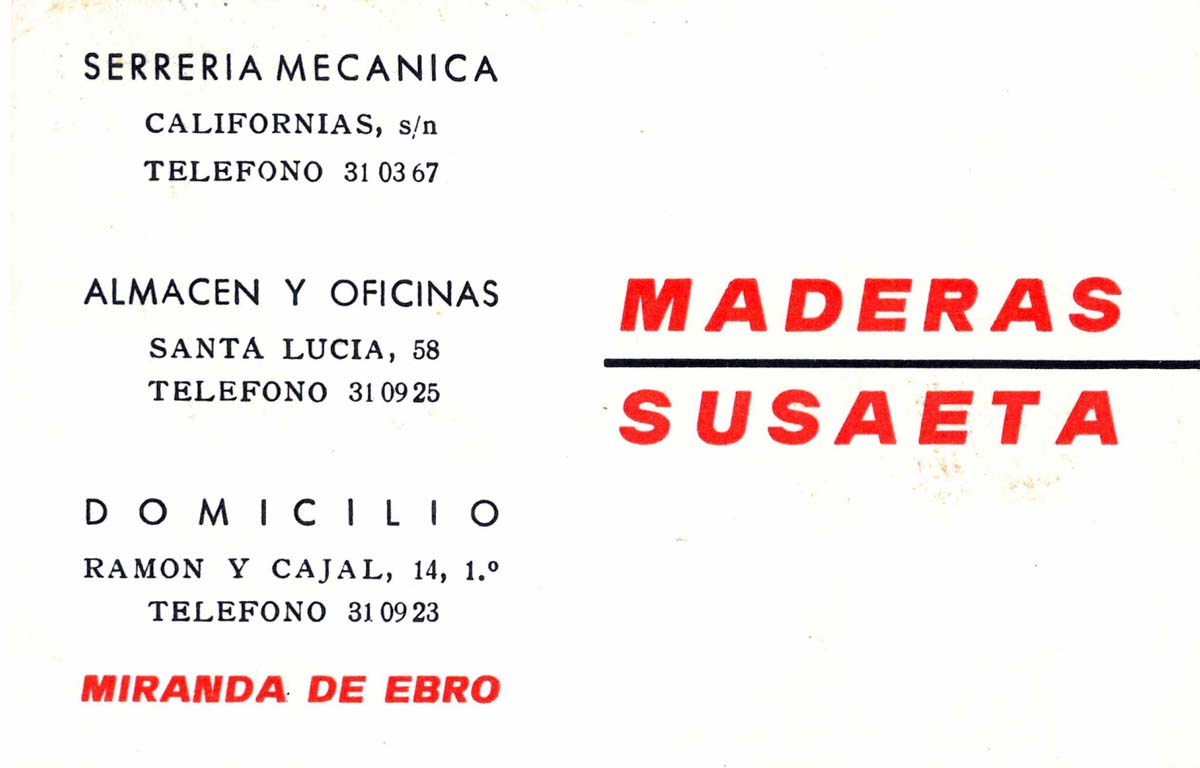 SERRERIA MECANICA
CALIFORNIAS, s/n
TELEFONO 31 03 67
ALMACEN Y OFICINAS
SANTA LUCIA, 58
TELEFONO 31 09 25
DOMICILIO
RAMON Y CAJAL, 14, 1.º
TELEFONO 31 09 23
MIRANDA DE EBRO
MADERAS
SUSAETA